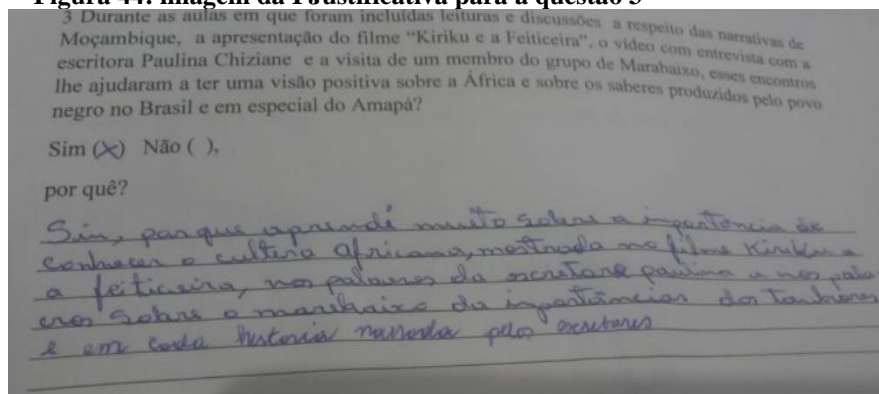 Figura 44: imagem da FJustificativa para a questão 3
3 Durante as aulas em que foram incluídas leituras e discussões a respeito das narrativas de
Moçambique, a apresentação do filme “Kiriku e a Feiticeira”, o vídeo com entrevista com a
escritora Paulina Chiziane e a visita de um membro do grupo de Marabaixo, esses encontros
lhe ajudaram a ter uma visão positiva sobre a África e sobre os saberes produzidos pelo povo
negro no Brasil e em especial do Amapá?
Sim (X) Não ( ),
por quê?
Sin, porque aprendi muito sobre a importância de
conhecer a cultura africana, mostrada no filme Kiriku e
a feiticeira, nas palavras da escritora paulina e nas pala
vras sobre o marabaixo da importâncias dos Tambores
e em cada historia narrada pelos escritores